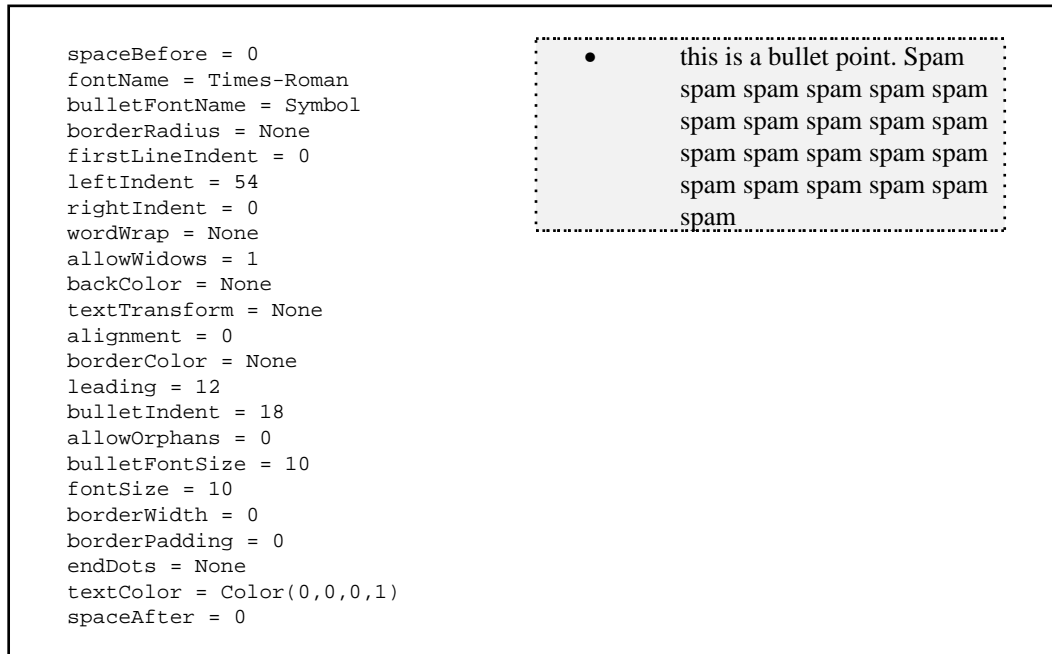 spaceBefore = 0
fontName = Times-Roman
bulletFontName = Symbol
borderRadius = None
firstLineIndent = 0
leftIndent = 54
rightIndent = 0
wordWrap = None
allowWidows = 1
backColor = None
textTransform = None
alignment = 0
borderColor = None
leading = 12
bulletIndent = 18
allowOrphans = 0
bulletFontSize = 10
fontSize = 10
borderWidth = 0
borderPadding = 0
endDots = None
textColor = Color(0,0,0,1)
spaceAfter = 0
• this is a bullet point. Spam
spam spam spam spam spam
spam spam spam spam spam
spam spam spam spam spam
spam spam spam spam spam
spam